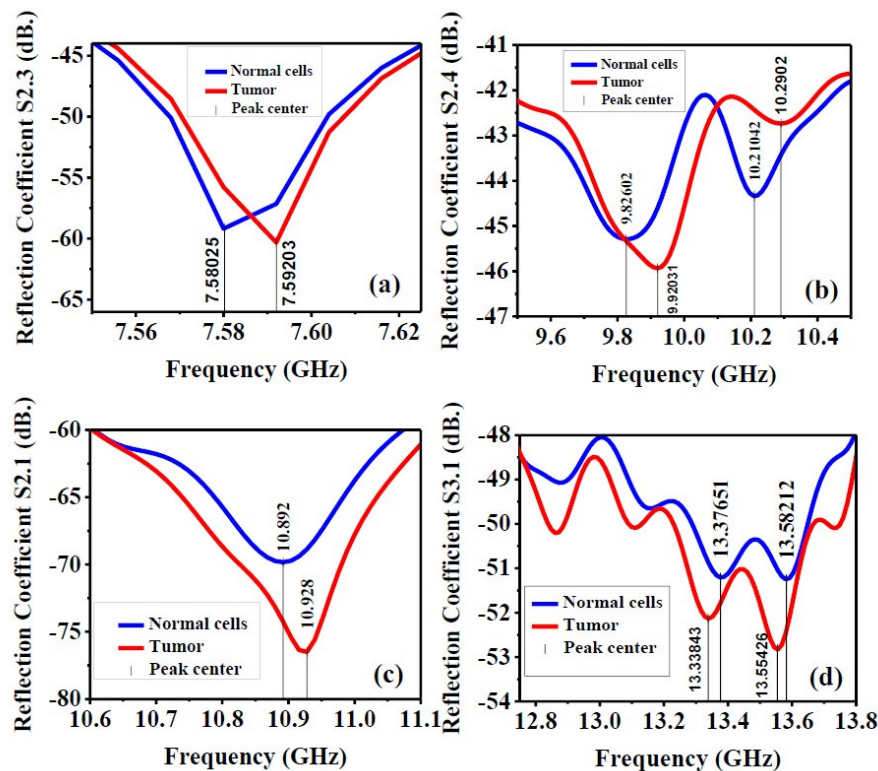 Reflection Coefficient S2.3 (dB.)
-45
-50
-55
-60
-65
Normal cells
Tumor
Peak center
7.58025
7.59203
(a)
7.56
7.58
7.60
7.62
Frequency (GHz)
Reflection Coefficient S2.4 (dB.)
-41
-42
-43
-44
-45
-46
-47
Normal cells
Tumor
Peak center
9.82602
9.92031
10.21042
10.2902
(b)
9.6
9.8
10.0
10.2
10.4
Frequency (GHz)
Reflection Coefficient S2.1 (dB.)
-60
-65
-70
-75
-80
10.892
10.928
Normal cells
Tumor
Peak center
(c)
10.6
10.7
10.8
10.9
11.0
11.1
Frequency (GHz)
Reflection Coefficient S3.1 (dB.)
-48
-49
-50
-51
-52
-53
-54
13.37651
13.58212
Normal cells
Tumor
Peak center
13.33843
13.55426
(d)
12.8
13.0
13.2
13.4
13.6
13.8
Frequency (GHz)